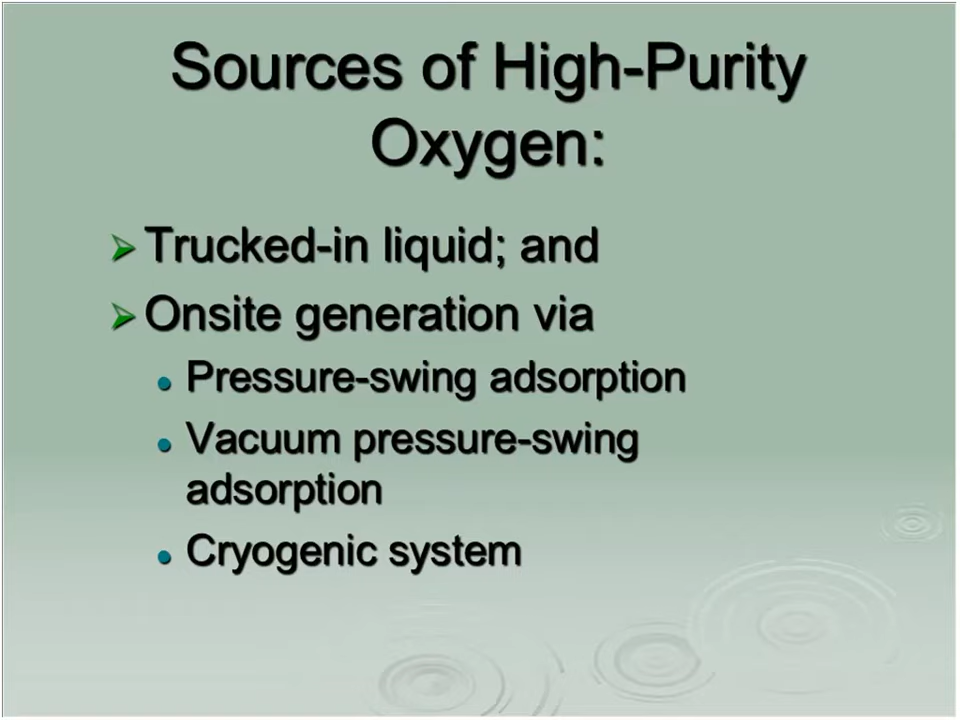 Sources of High-Purity
Oxygen:
Trucked-in liquid; and
Onsite generation via
Pressure-swing adsorption
Vacuum pressure-swing
adsorption
Cryogenic system